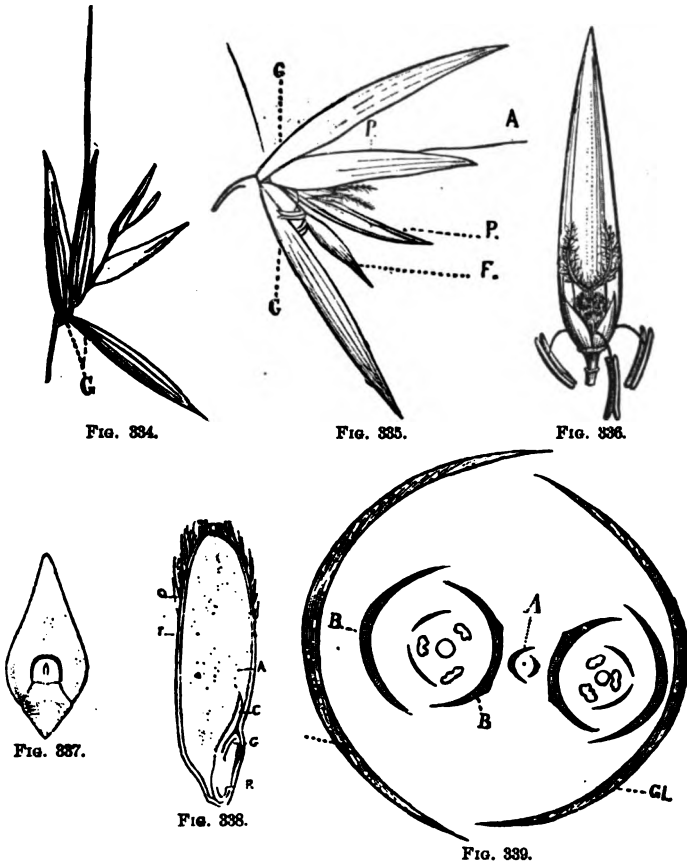 G
P.
A
P.
F.
G
G
FIG. 334.
FIG. 335.
FIG. 336.
A
C
G
R
FIG. 337.
FIG. 338.
B
A
B
GL
FIG. 339.